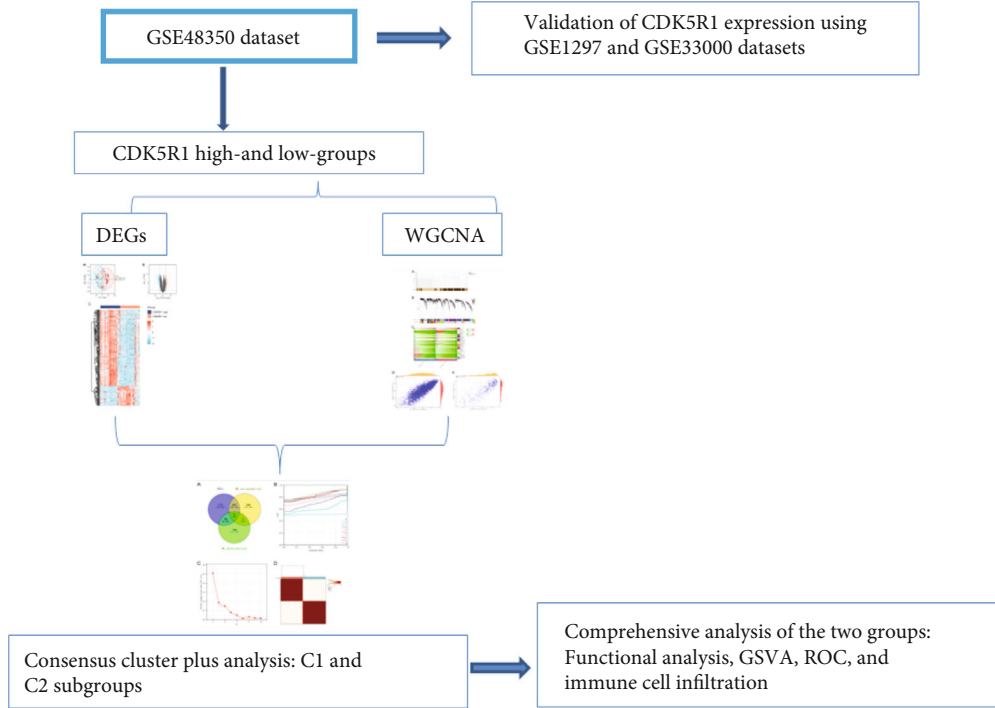 GSE48350 dataset
Validation of CDK5R1 expression using
GSE1297 and GSE33000 datasets
CDK5R1 high-and low-groups
DEGs
WGCNA
A
B
C
D
Consensus cluster plus analysis: C1 and
C2 subgroups
Comprehensive analysis of the two groups:
Functional analysis, GSVA, ROC, and
immune cell infiltration